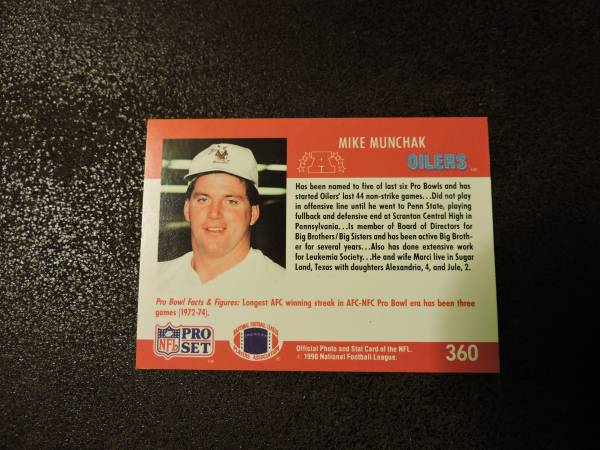 MIKE MUNCHAK
OILERS
Has been named to five of last six Pro Bowls and has
started Oilers' last 44 non-strike games. . .Did not play
in offensive line until he went to Penn State, playing
fullback and defensive end at Scranton Central High in
Pennsylvania. . .Is member of Board of Directors for
Big Brothers/Big Sisters and has been active Big Broth-
er for several years. . .Also has done extensive work
for Leukemia Society. . .He and wife Marci live in Sugar
Land, Texas with daughters Alexandria, 4, and Julie, 2.
Pro Bowl Facts & Figures: Longest AFC winning streak in AFC-NFC Pro Bowl era has been three
games (1972-74).
NFL
PRO
SET
NATIONAL FOOTBALL LEAGUE
PLAYERS ASSOCIATION
Official Photo and Stat Card of the NFL.
© 1990 National Football League.
360